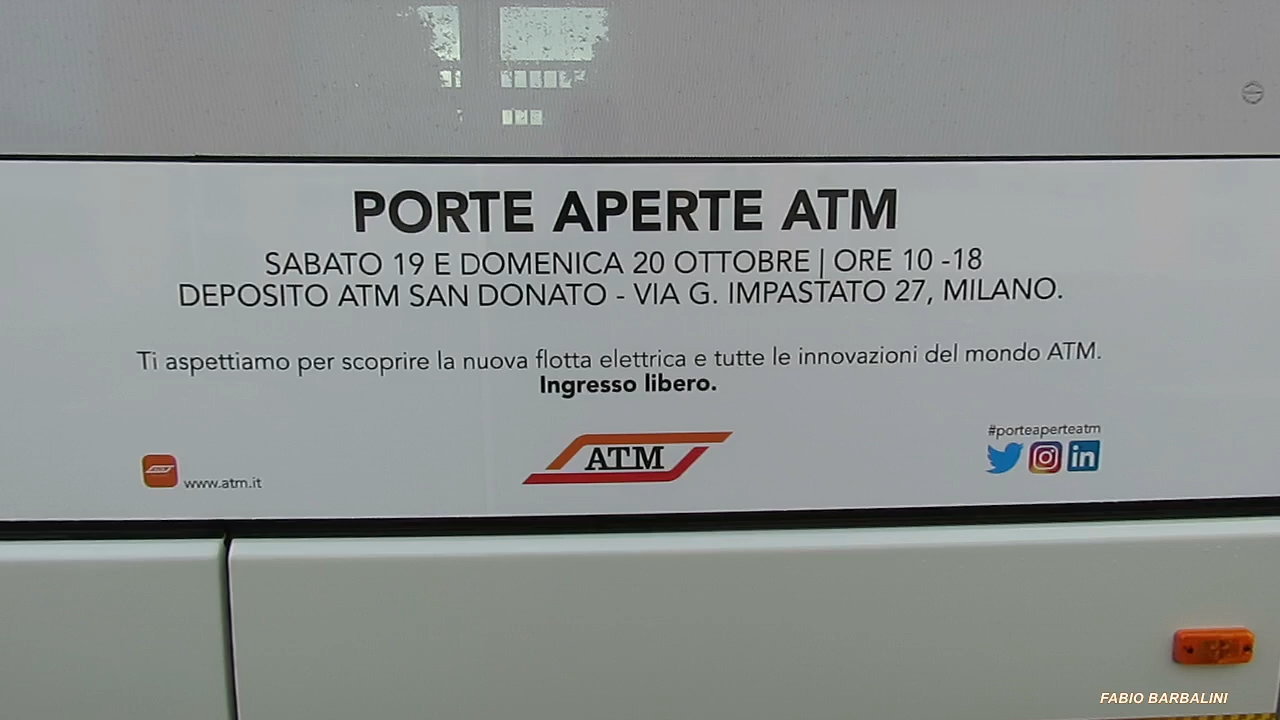 PORTE APERTE ATM
SABATO 19 E DOMENICA 20 OTTOBRE | ORE 10 -18
DEPOSITO ATM SAN DONATO - VIA G. IMPASTATO 27, MILANO.
Ti aspettiamo per scoprire la nuova flotta elettrica e tutte le innovazioni del mondo ATM.
Ingresso libero.
#porteaperteatm
www.atm.it
ATM
in
FABIO BARBALINI